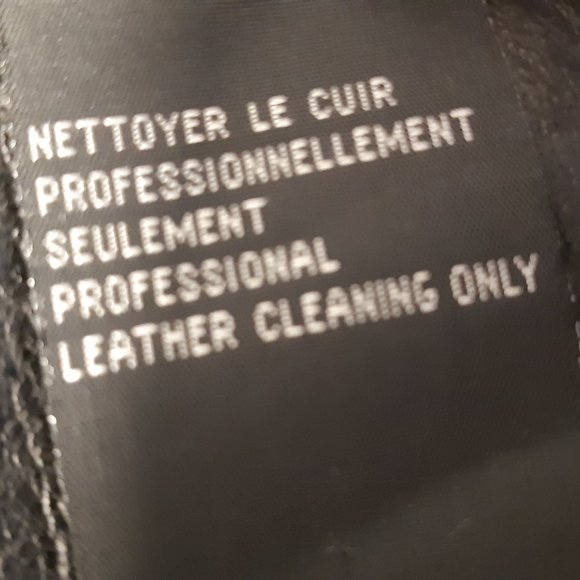 NETTOYER LE CUIR
PROFESSIONNELLEMENT
SEULEMENT
PROFESSIONAL
LEATHER CLEANING ONLY